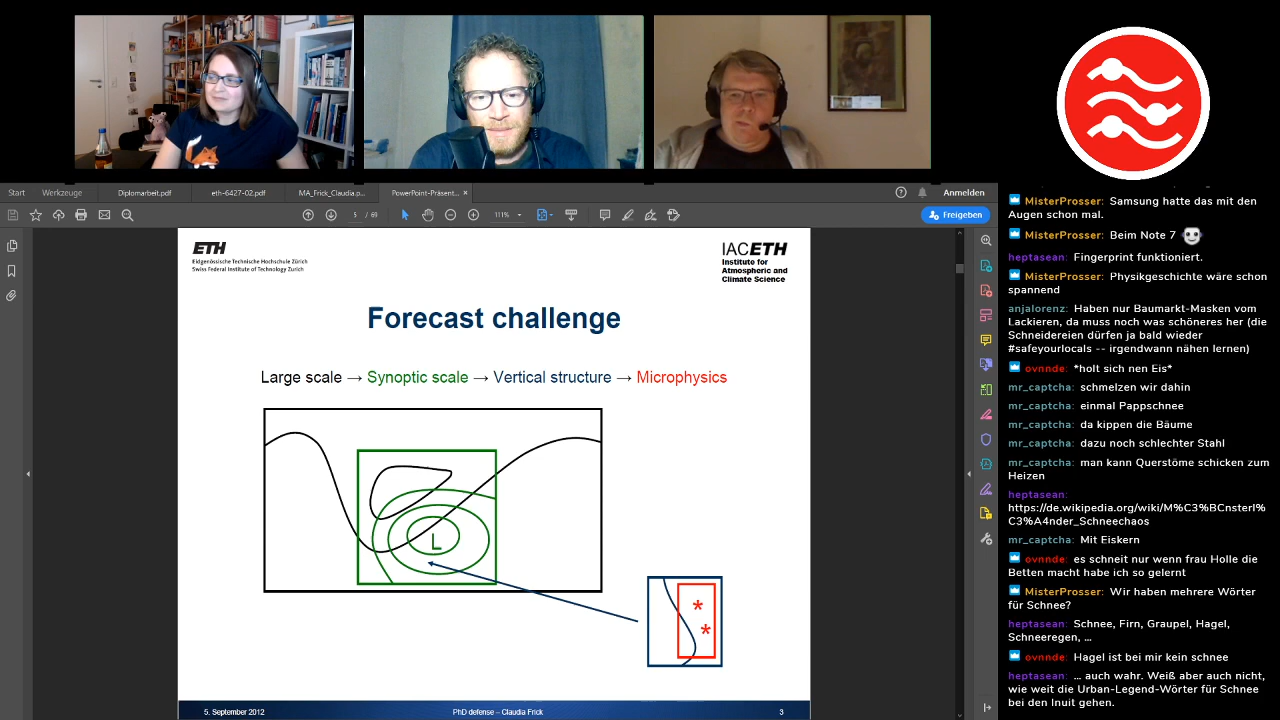 Start
Werkzeuge
Diplomarbeit.pdf
eth-6427-02.pdf
MA_Frick_Claudia.p...
PowerPoint-Präsent...
×
Anmelden
5 / 69
111%
Freigeben
ETH
Eidgenössische Technische Hochschule Zürich
Swiss Federal Institute of Technology Zurich
IACETH
Institute for
Atmospheric and
Climate Science
Forecast challenge
Large scale → Synoptic scale → Vertical structure → Microphysics
L
*
*
5. September 2012
PhD defense – Claudia Frick
3
MisterProsser: Samsung hatte das mit den
Augen schon mal.
MisterProsser: Beim Note 7
heptasean: Fingerprint funktioniert.
MisterProsser: Physikgeschichte wäre schon
spannend
anjalorenz: Haben nur Baumarkt-Masken vom
Lackieren, da muss noch was schöneres her (die
Schneidereien dürfen ja bald wieder
#safeyourlocals -- irgendwann nähen lernen)
ovnnde: *holt sich nen Eis*
mr_captcha: schmelzen wir dahin
mr_captcha: einmal Pappschnee
mr_captcha: da kippen die Bäume
mr_captcha: dazu noch schlechter Stahl
mr_captcha: man kann Querstöme schicken zum
Heizen
heptasean:
https://de.wikipedia.org/wiki/M%C3%BCnsterl%
C3%A4nder_Schneechaos
mr_captcha: Mit Eiskern
ovnnde: es schneit nur wenn frau Holle die
Betten macht habe ich so gelernt
MisterProsser: Wir haben mehrere Wörter
für Schnee?
heptasean: Schnee, Firn, Graupel, Hagel,
Schneeregen, ...
ovnnde: Hagel ist bei mir kein schnee
heptasean: ... auch wahr. Weiß aber auch nicht,
wie weit die Urban-Legend-Wörter für Schnee
bei den Inuit gehen.